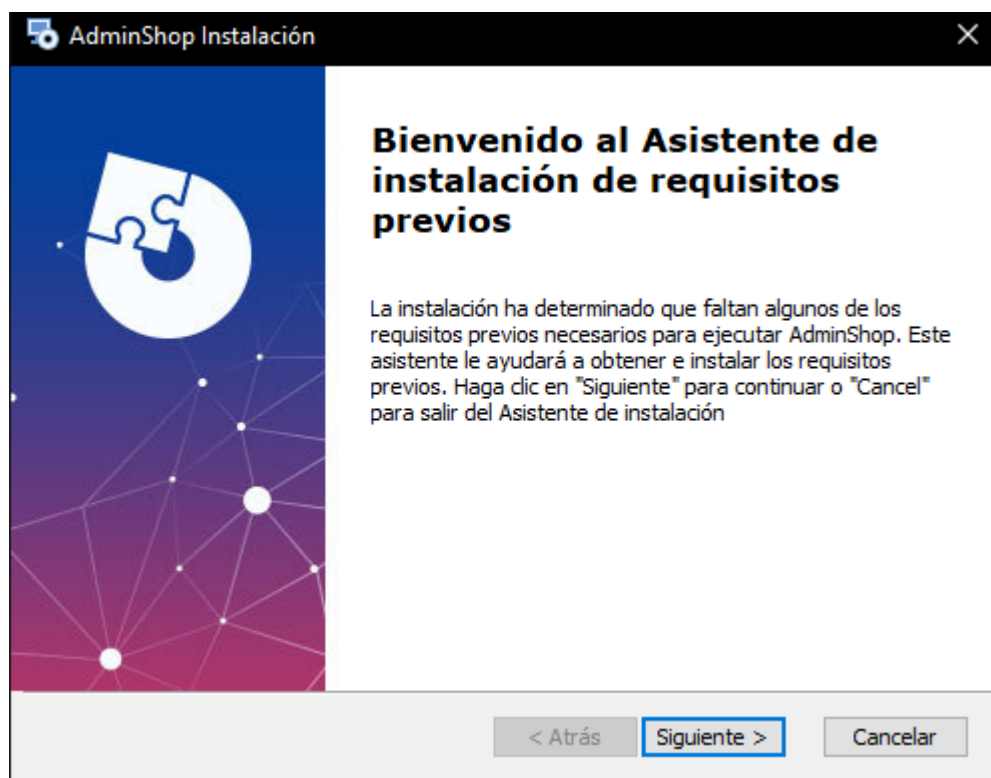 AdminShop Instalación
Bienvenido al Asistente de
instalación de requisitos
previos
La instalación ha determinado que faltan algunos de los
requisitos previos necesarios para ejecutar AdminShop. Este
asistente le ayudará a obtener e instalar los requisitos
previos. Haga clic en "Siguiente" para continuar o "Cancel"
para salir del Asistente de instalación
< Atrás
Siguiente >
Cancelar